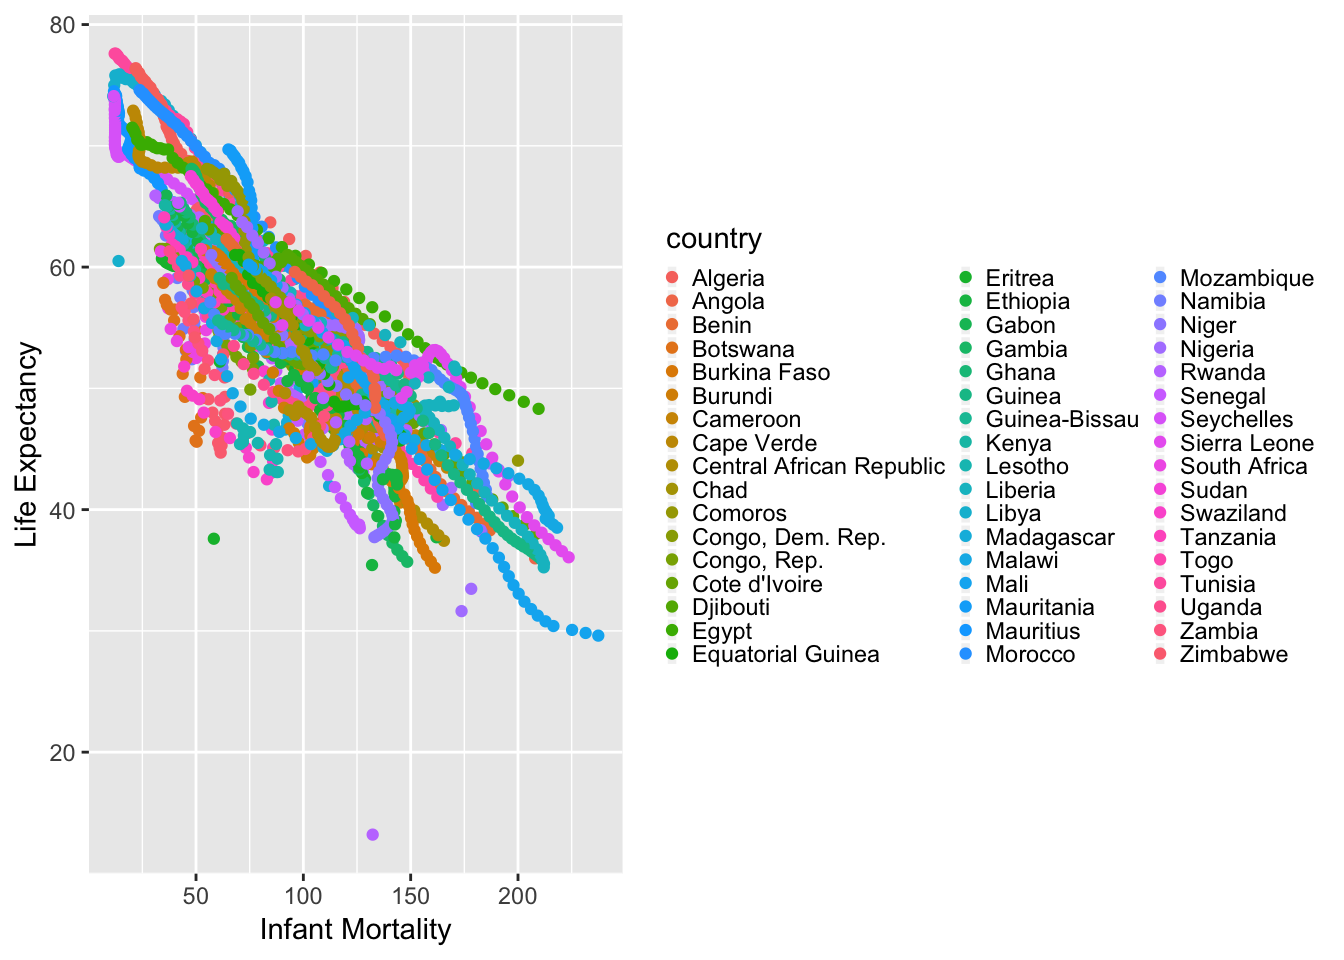 80
60
40
20
Life Expectancy
50
100
150
200
Infant Mortality
country
Algeria
Angola
Benin
Botswana
Burkina Faso
Burundi
Cameroon
Cape Verde
Central African Republic
Chad
Comoros
Congo, Dem. Rep.
Congo, Rep.
Cote d'Ivoire
Djibouti
Egypt
Equatorial Guinea
Eritrea
Ethiopia
Gabon
Gambia
Ghana
Guinea
Guinea-Bissau
Kenya
Lesotho
Liberia
Libya
Madagascar
Malawi
Mali
Mauritania
Mauritius
Morocco
Mozambique
Namibia
Niger
Nigeria
Rwanda
Senegal
Seychelles
Sierra Leone
South Africa
Sudan
Swaziland
Tanzania
Togo
Tunisia
Uganda
Zambia
Zimbabwe